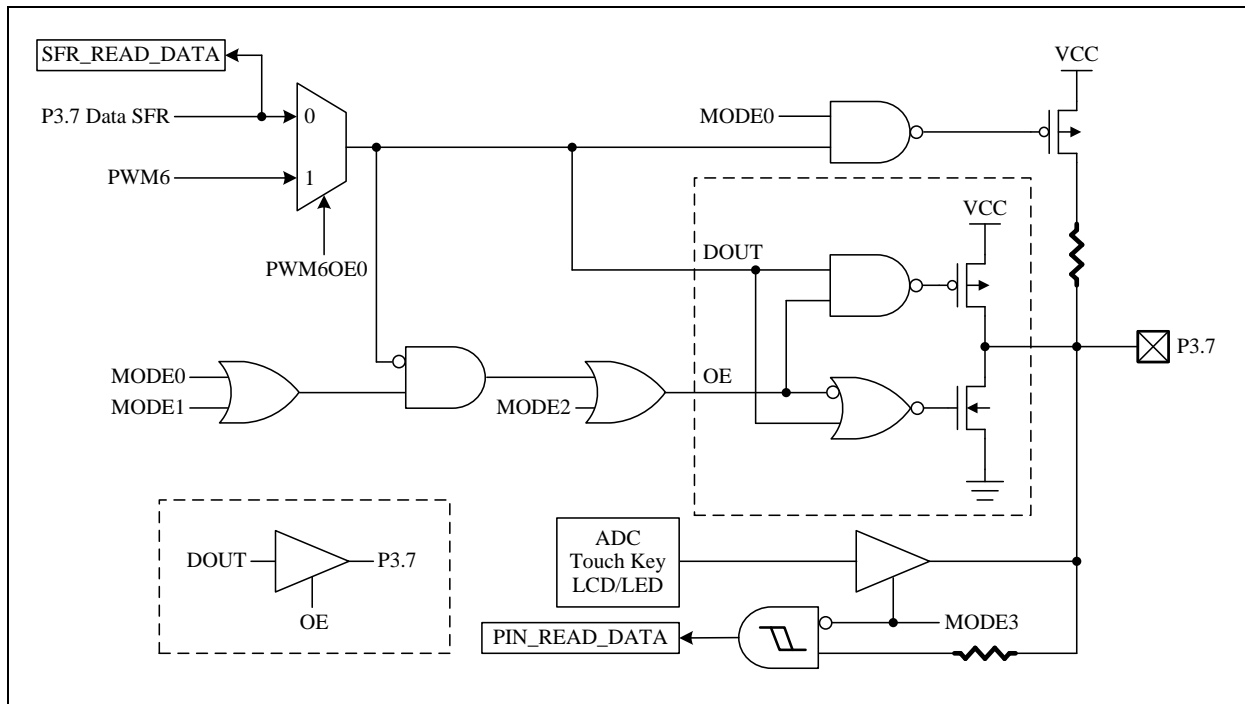 SFR_READ_DATA
VCC
P3.7 Data SFR
0
MODE0
PWM6
1
VCC
DOUT
PWM6OE0
P3.7
MODE0
OE
MODE1
MODE2
ADC
Touch Key
LCD/LED
DOUT
P3.7
OE
MODE3
PIN_READ_DATA